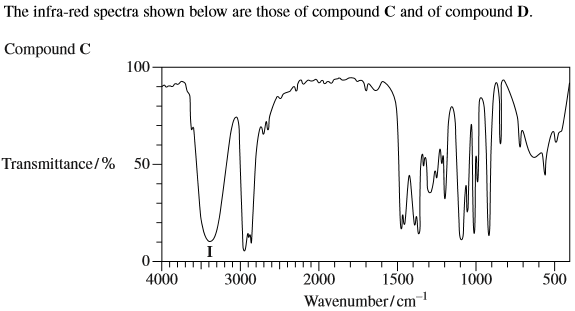 The infra-red spectra shown below are those of compound C and of compound D.
Compound C
100
Transmittance/ %
50
I
0
4000 3000 2000 1500 1000 500
Wavenumber/cm⁻¹